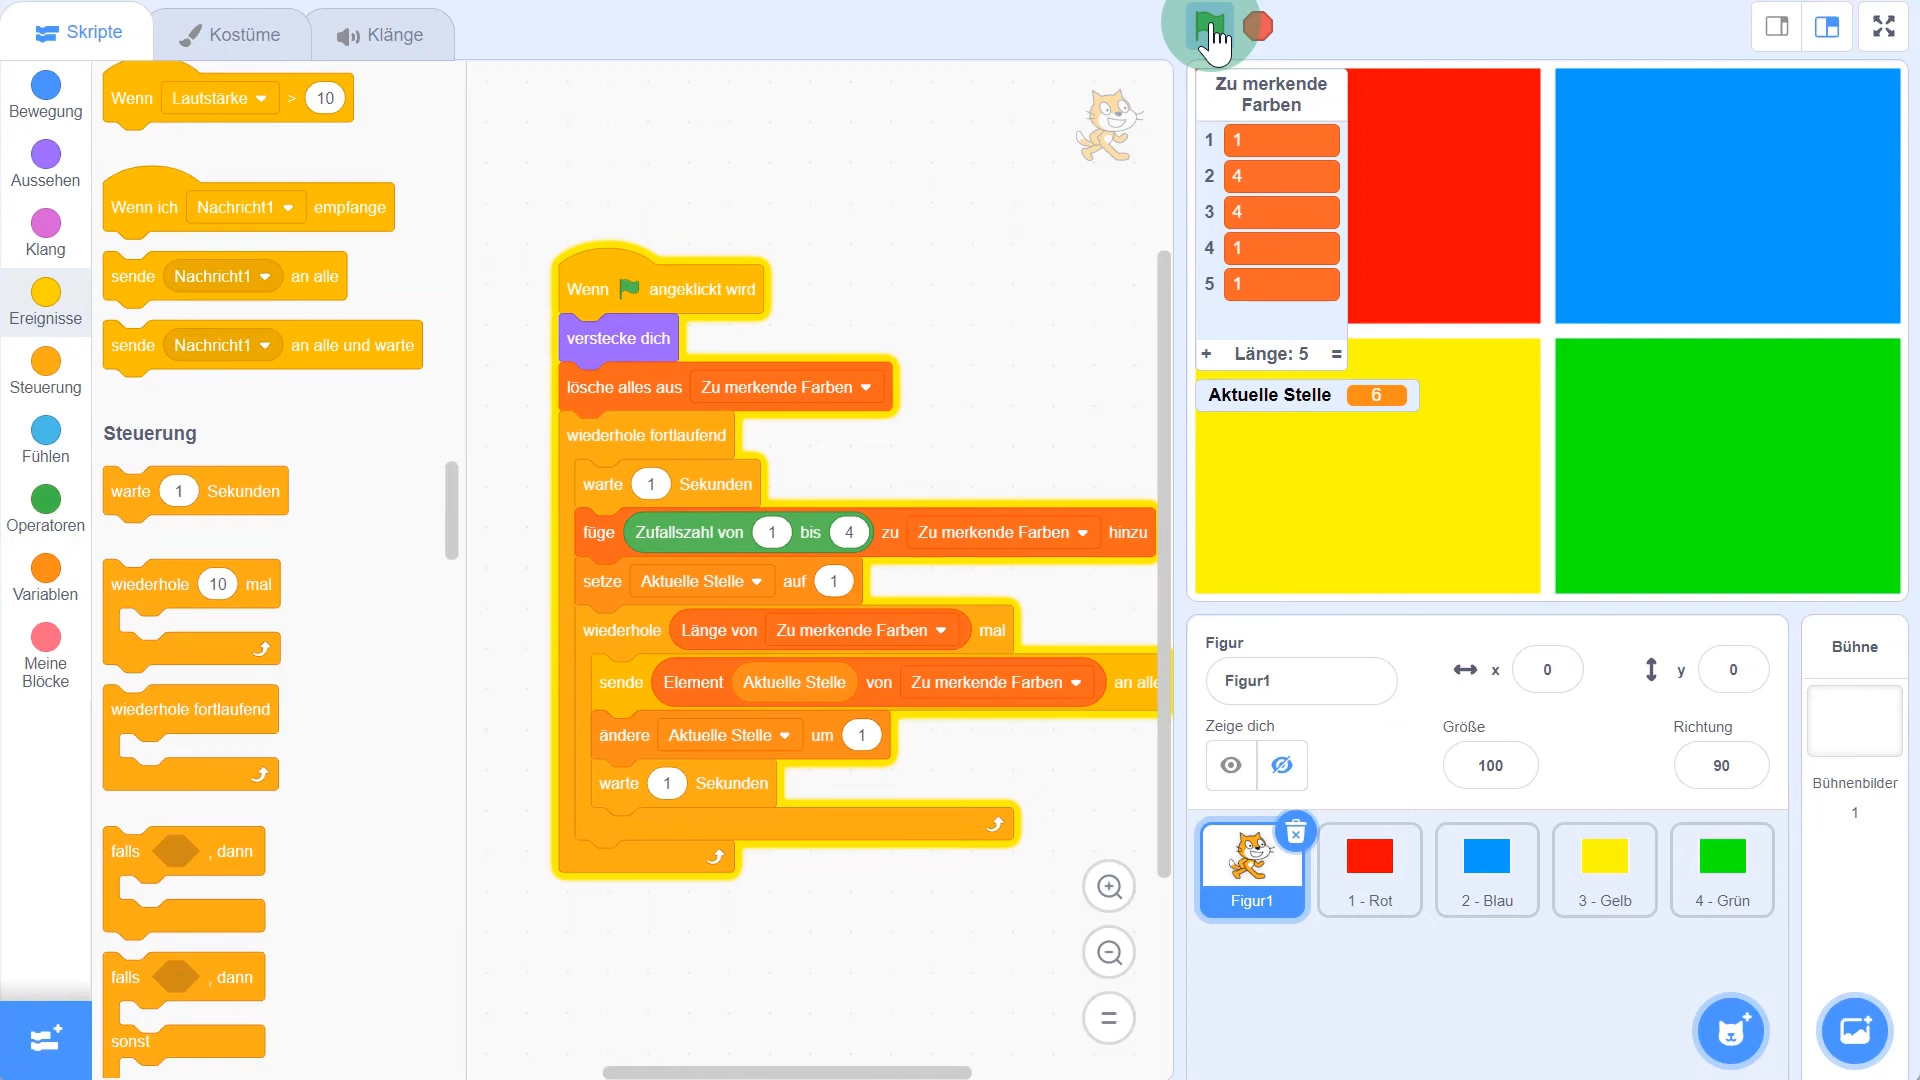 Skripte
Kostüme
Klänge
Bewegung
Aussehen
Klang
Ereignisse
Steuerung
Fühlen
Operatoren
Variablen
Meine
Blöcke
Wenn Lautstärke > 10
Wenn ich Nachricht1 empfange
sende Nachricht1 an alle
sende Nachricht1 an alle und warte
Steuerung
warte 1 Sekunden
wiederhole 10 mal
wiederhole fortlaufend
falls , dann
falls , dann
sonst
Wenn angeklickt wird
verstecke dich
lösche alles aus Zu merkende Farben
wiederhole fortlaufend
warte 1 Sekunden
füge Zufallszahl von 1 bis 4 zu Zu merkende Farben hinzu
setze Aktuelle Stelle auf 1
wiederhole Länge von Zu merkende Farben mal
sende Element Aktuelle Stelle von Zu merkende Farben an alle
ändere Aktuelle Stelle um 1
warte 1 Sekunden
Zu merkende
Farben
1 1
2 4
3 4
4 1
5 1
+ Länge: 5 =
Aktuelle Stelle 6
Figur
Figur1
x 0
y 0
Zeige dich
Größe
100
Richtung
90
Figur1
1 - Rot
2 - Blau
3 - Gelb
4 - Grün
Bühne
Bühnenbilder
1